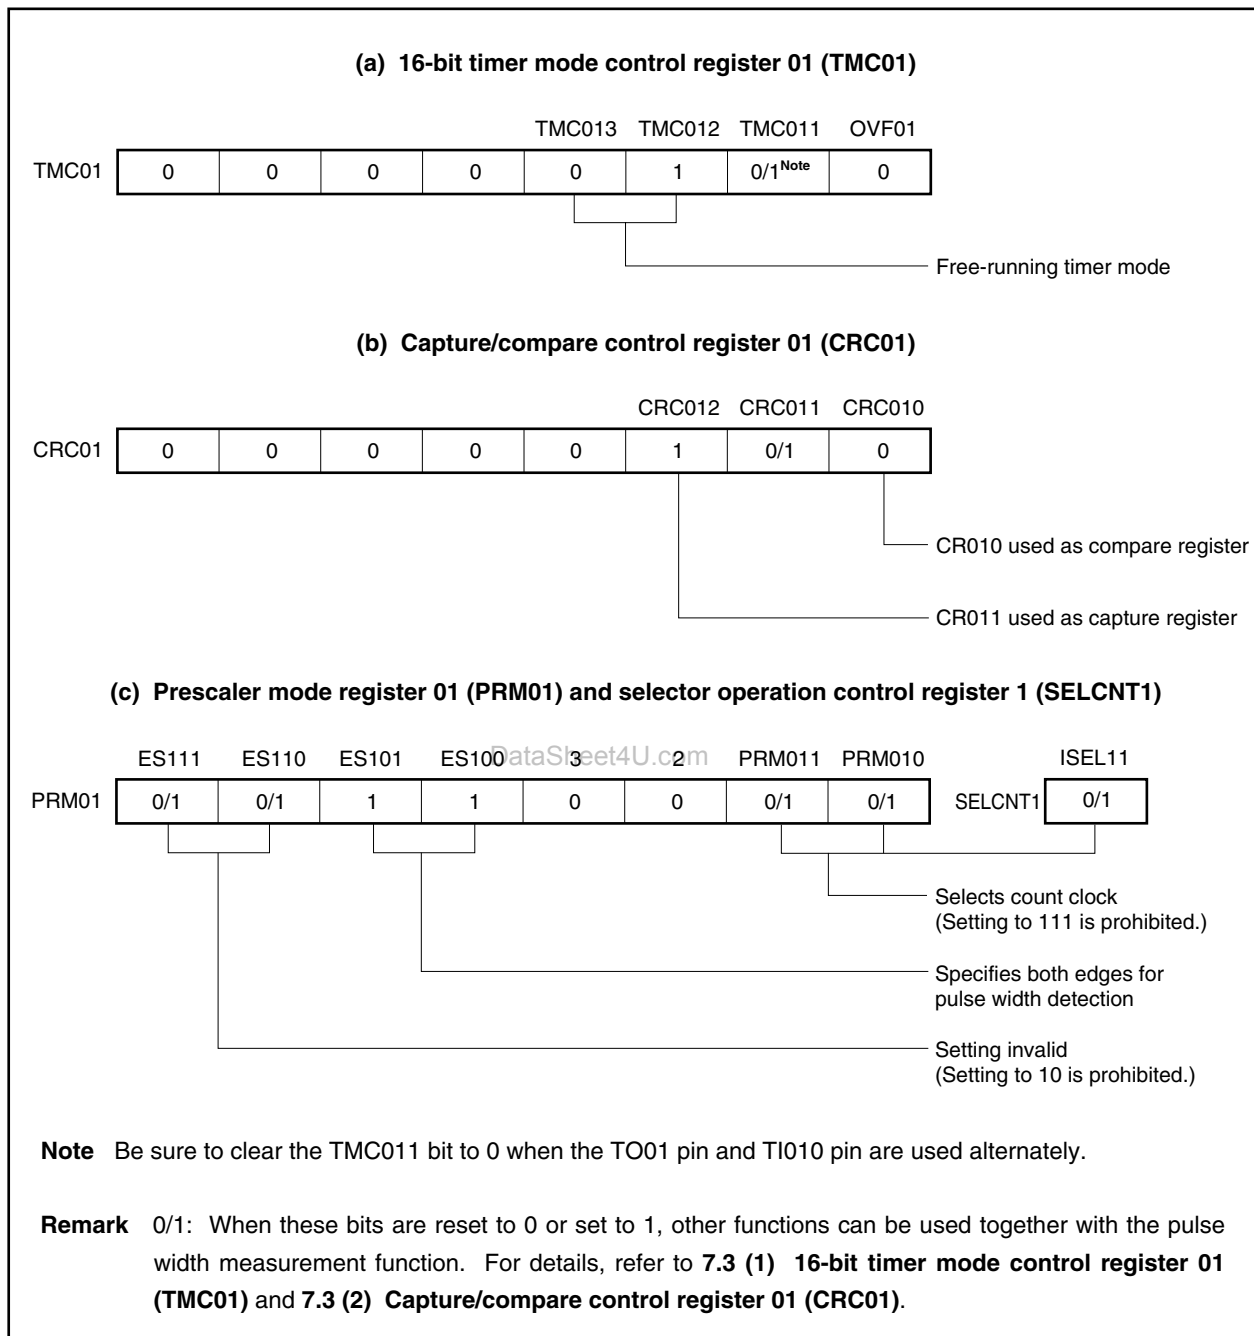 (a) 16-bit timer mode control register 01 (TMC01)
TMC013 TMC012 TMC011 OVF01
TMC01 0 0 0 0 0 1 0/1Note 0
Free-running timer mode
(b) Capture/compare control register 01 (CRC01)
CRC012 CRC011 CRC010
CRC01 0 0 0 0 0 1 0/1 0
CR010 used as compare register
CR011 used as capture register
(c) Prescaler mode register 01 (PRM01) and selector operation control register 1 (SELCNT1)
DataSheet4U.com
ES111 ES110 ES101 ES100 3 2 PRM011 PRM010 ISEL11
PRM01 0/1 0/1 1 1 0 0 0/1 0/1 SELCNT1 0/1
Selects count clock
(Setting to 111 is prohibited.)
Specifies both edges for
pulse width detection
Setting invalid
(Setting to 10 is prohibited.)
Note Be sure to clear the TMC011 bit to 0 when the TO01 pin and TI010 pin are used alternately.
Remark 0/1: When these bits are reset to 0 or set to 1, other functions can be used together with the pulse
width measurement function. For details, refer to 7.3 (1) 16-bit timer mode control register 01
(TMC01) and 7.3 (2) Capture/compare control register 01 (CRC01).